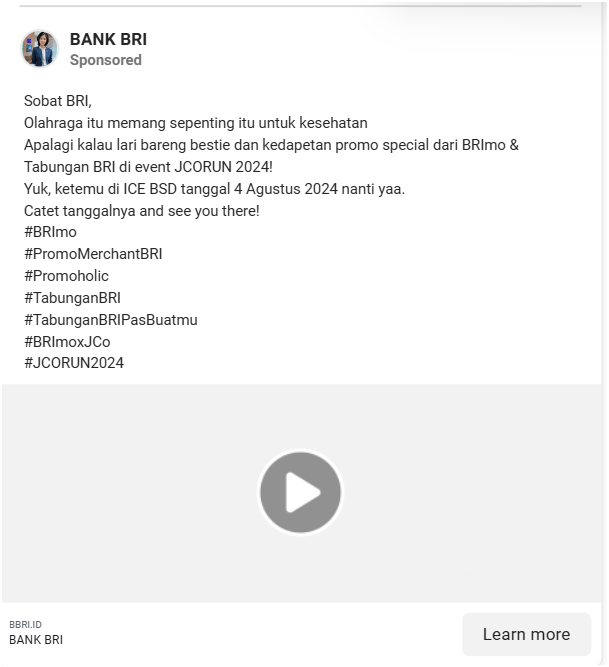 BANK BRI
Sponsored
Sobat BRI,
Olahraga itu memang sepenting itu untuk kesehatan
Apalagi kalau lari bareng bestie dan kedapetan promo special dari BRImo &
Tabungan BRI di event JCORUN 2024!
Yuk, ketemu di ICE BSD tanggal 4 Agustus 2024 nanti yaa.
Catet tanggalnya and see you there!
#BRImo
#PromoMerchantBRI
#Promoholic
#TabunganBRI
#TabunganBRIPasBuatmu
#BRImoxJCo
#JCORUN2024
BBRI.ID
BANK BRI
Learn more